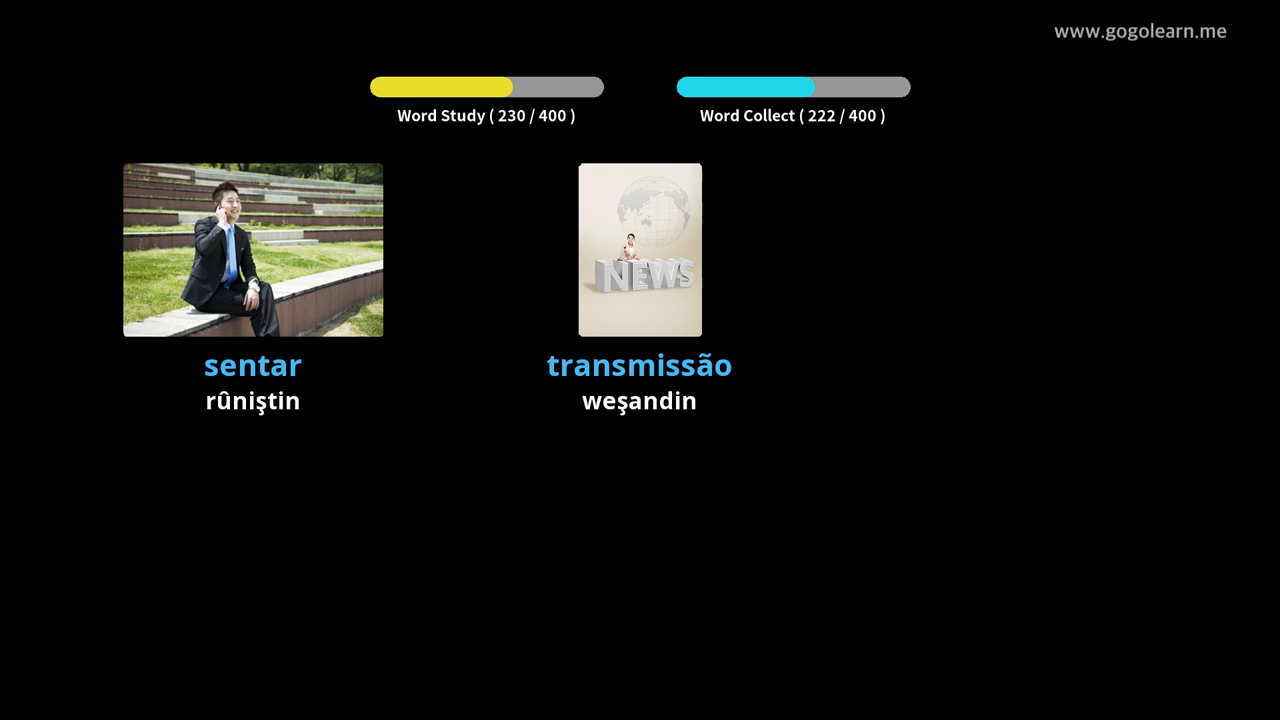 www.gogolearn.me
Word Study ( 230 / 400 )
Word Collect ( 222 / 400 )
NEWS
sentar
transmissão
rûniştin
weşandin